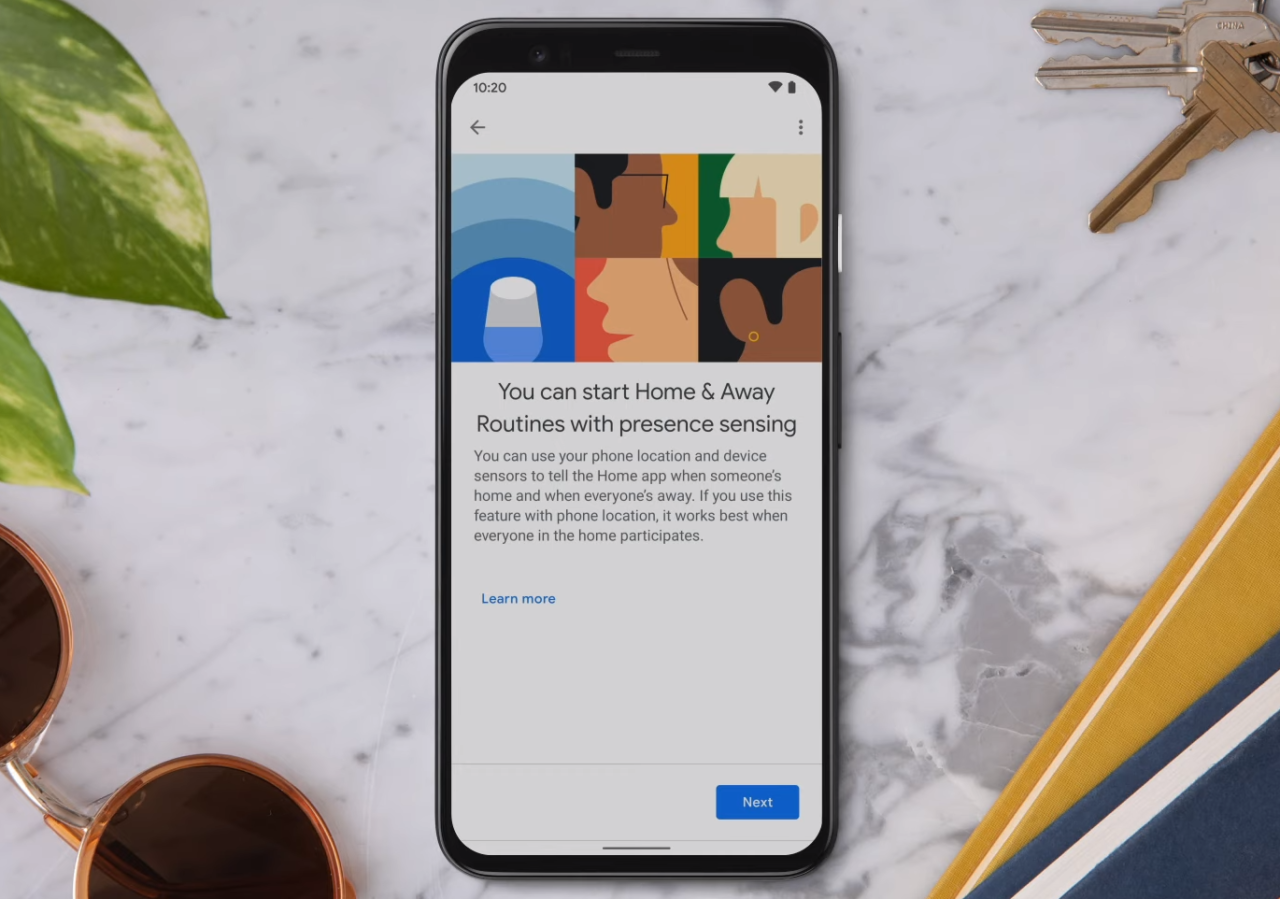 CHINA
10:20
You can start Home & Away
Routines with presence sensing
You can use your phone location and device
sensors to tell the Home app when someone's
home and when everyone's away. If you use this
feature with phone location, it works best when
everyone in the home participates.
Learn more
Next